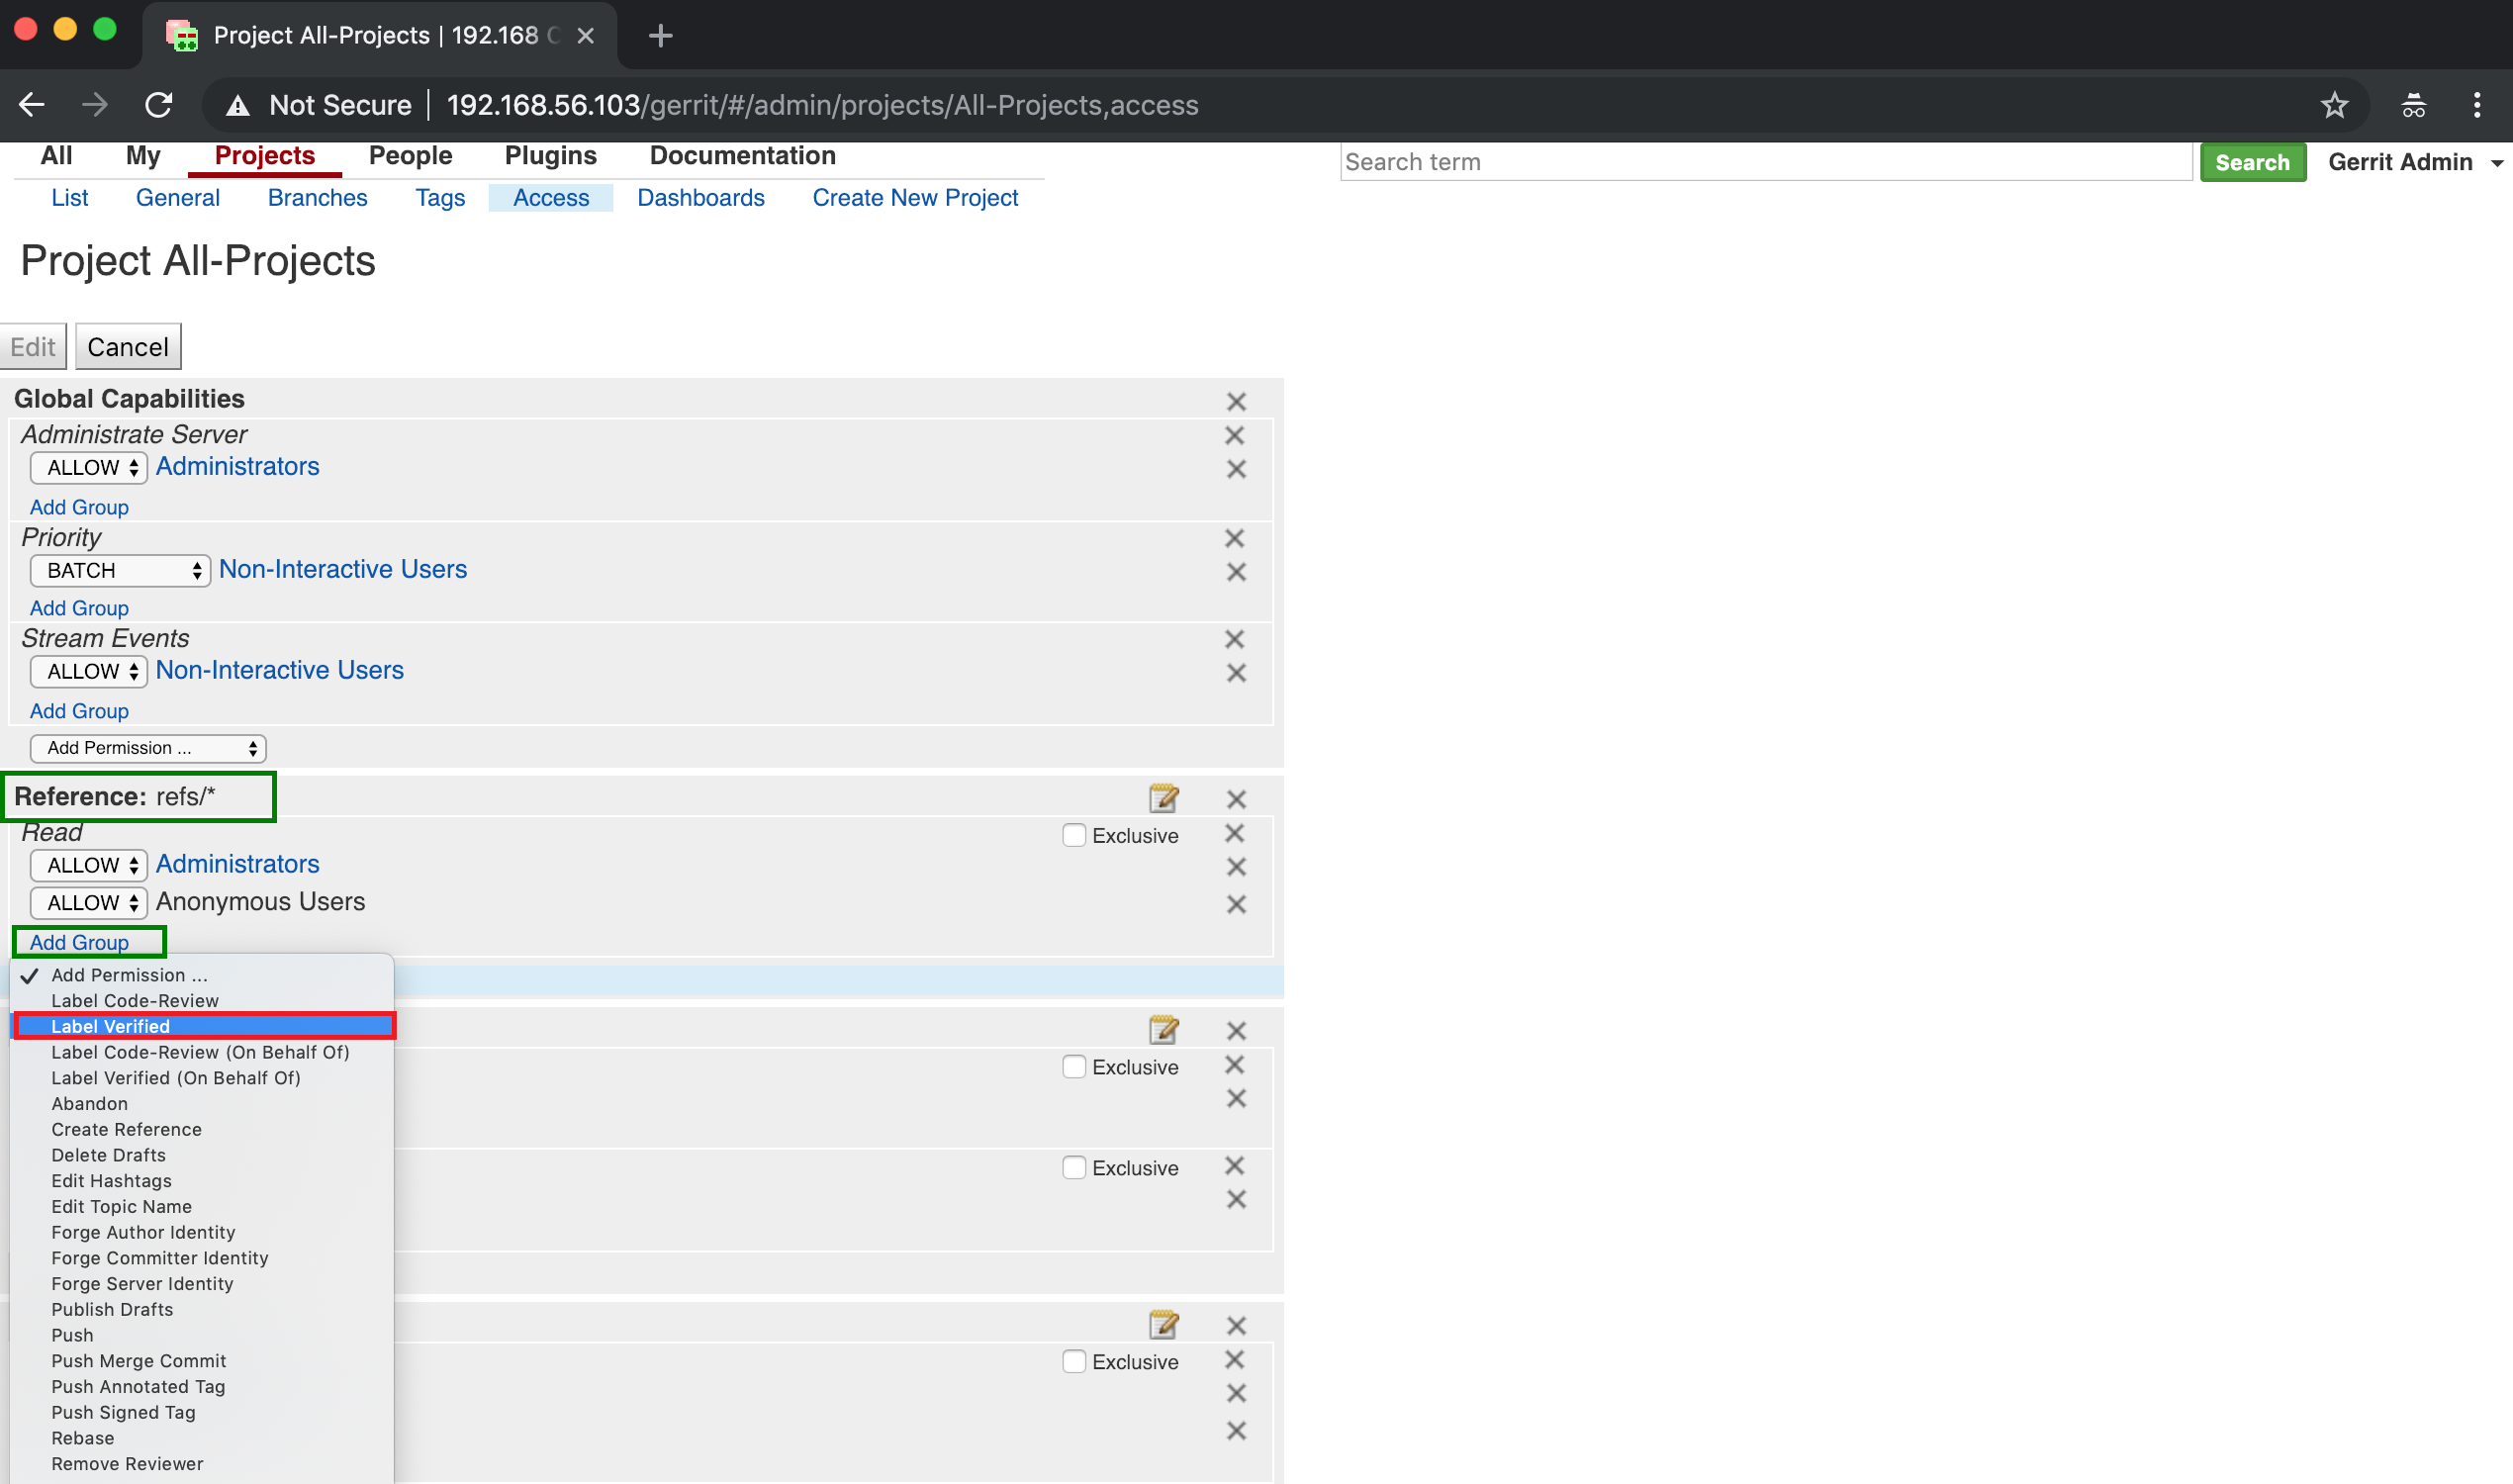 Project All-Projects | 192.168
Not Secure | 192.168.56.103/gerrit/#/admin/projects/All-Projects,access
All My Projects People Plugins Documentation
Search term Search Gerrit Admin
List General Branches Tags Access Dashboards Create New Project
Project All-Projects
Edit Cancel
Global Capabilities
Administrate Server
ALLOW Administrators
Add Group
Priority
BATCH Non-Interactive Users
Add Group
Stream Events
ALLOW Non-Interactive Users
Add Group
Add Permission ...
Reference: refs/*
Read Exclusive
ALLOW Administrators
ALLOW Anonymous Users
Add Group
Add Permission ...
Label Code-Review
Label Verified
Label Code-Review (On Behalf Of)
Exclusive
Label Verified (On Behalf Of)
Abandon
Create Reference
Delete Drafts
Exclusive
Edit Hashtags
Edit Topic Name
Forge Author Identity
Forge Committer Identity
Forge Server Identity
Publish Drafts
Push
Push Merge Commit
Exclusive
Push Annotated Tag
Push Signed Tag
Rebase
Remove Reviewer